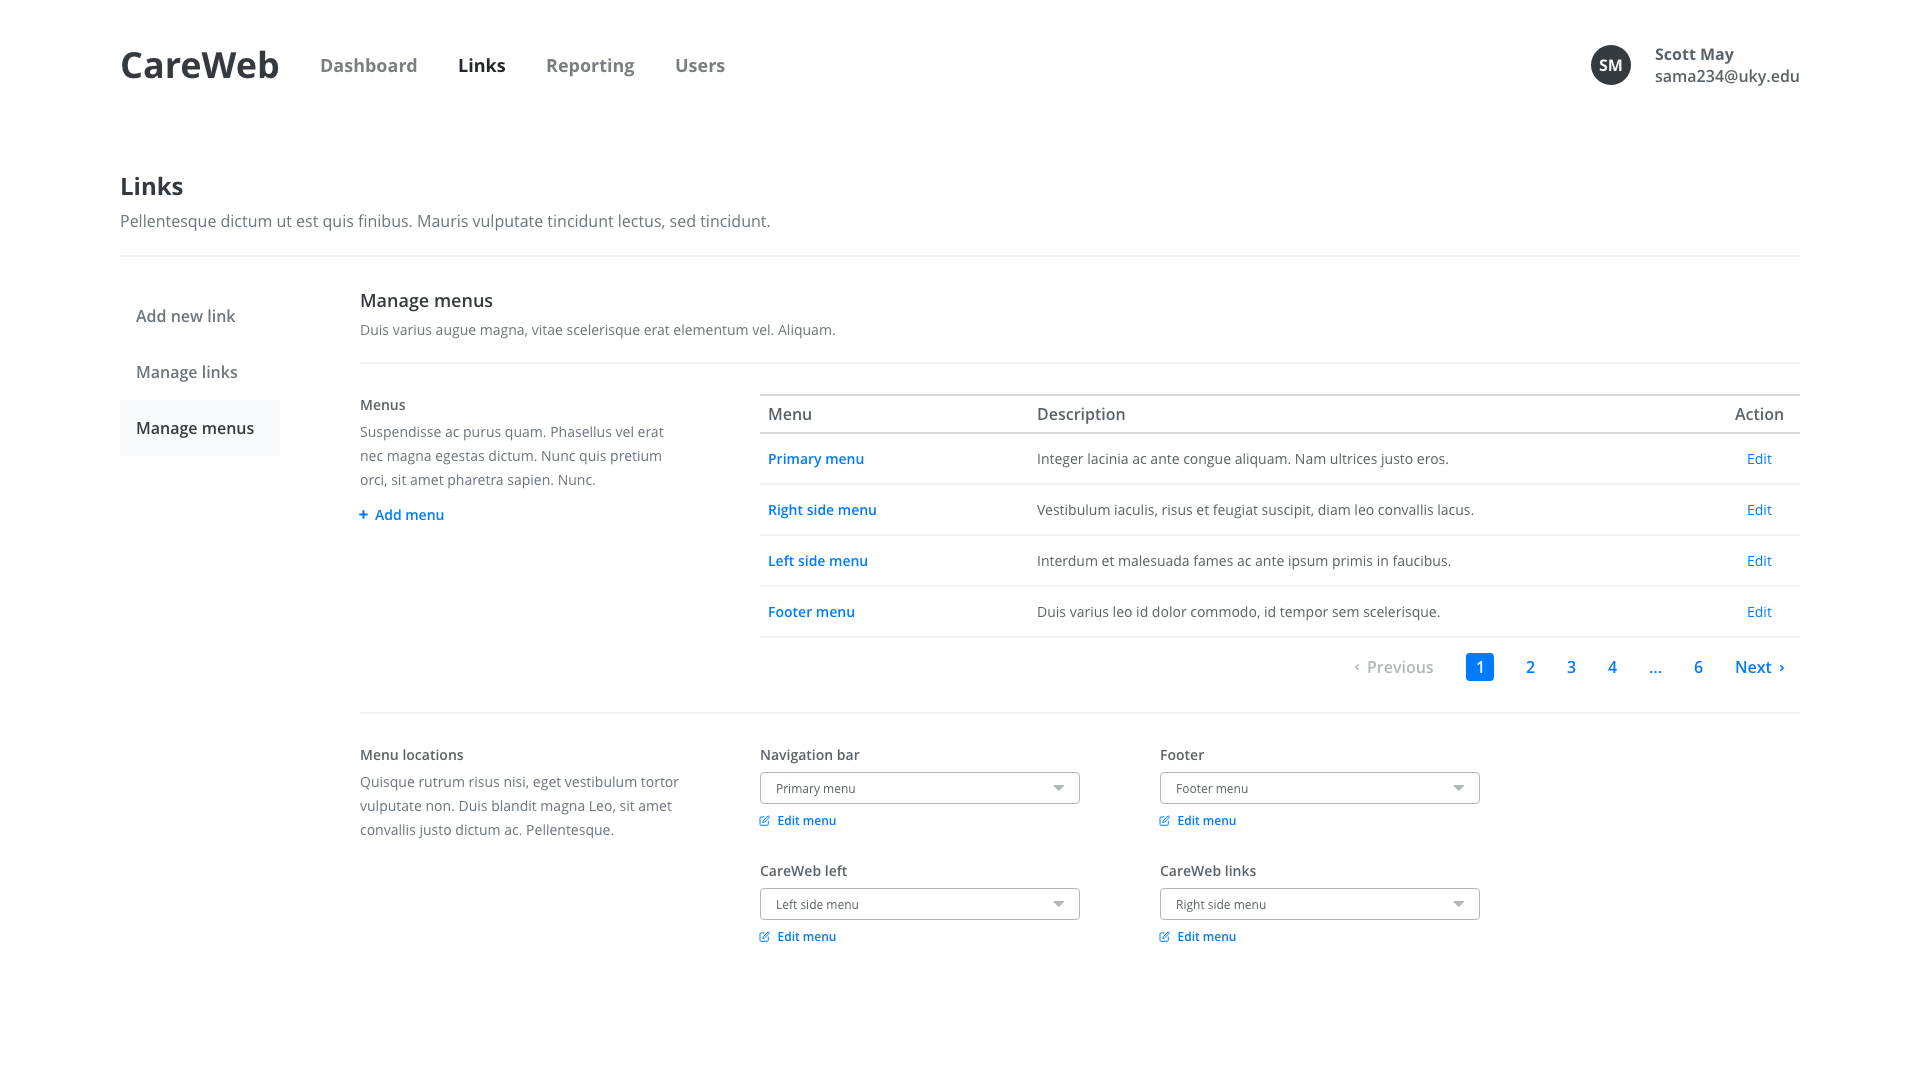 CareWeb
Dashboard
Links
Reporting
Users
SM
Scott May
sama234@uky.edu
Links
Pellentesque dictum ut est quis finibus. Mauris vulputate tincidunt lectus, sed tincidunt.
Add new link
Manage links
Manage menus
Manage menus
Duis varius augue magna, vitae scelerisque erat elementum vel. Aliquam.
Menus
Suspendisse ac purus quam. Phasellus vel erat
nec magna egestas dictum. Nunc quis pretium
orci, sit amet pharetra sapien. Nunc.
+ Add menu
Menu Description Action
Primary menu Integer lacinia ac ante congue aliquam. Nam ultrices justo eros. Edit
Right side menu Vestibulum iaculis, risus et feugiat suscipit, diam leo convallis lacus. Edit
Left side menu Interdum et malesuada fames ac ante ipsum primis in faucibus. Edit
Footer menu Duis varius leo id dolor commodo, id tempor sem scelerisque. Edit
‹ Previous 1 2 3 4 ... 6 Next ›
Menu locations
Quisque rutrum risus nisi, eget vestibulum tortor
vulputate non. Duis blandit magna Leo, sit amet
convallis justo dictum ac. Pellentesque.
Navigation bar
Primary menu
Edit menu
Footer
Footer menu
Edit menu
CareWeb left
Left side menu
Edit menu
CareWeb links
Right side menu
Edit menu